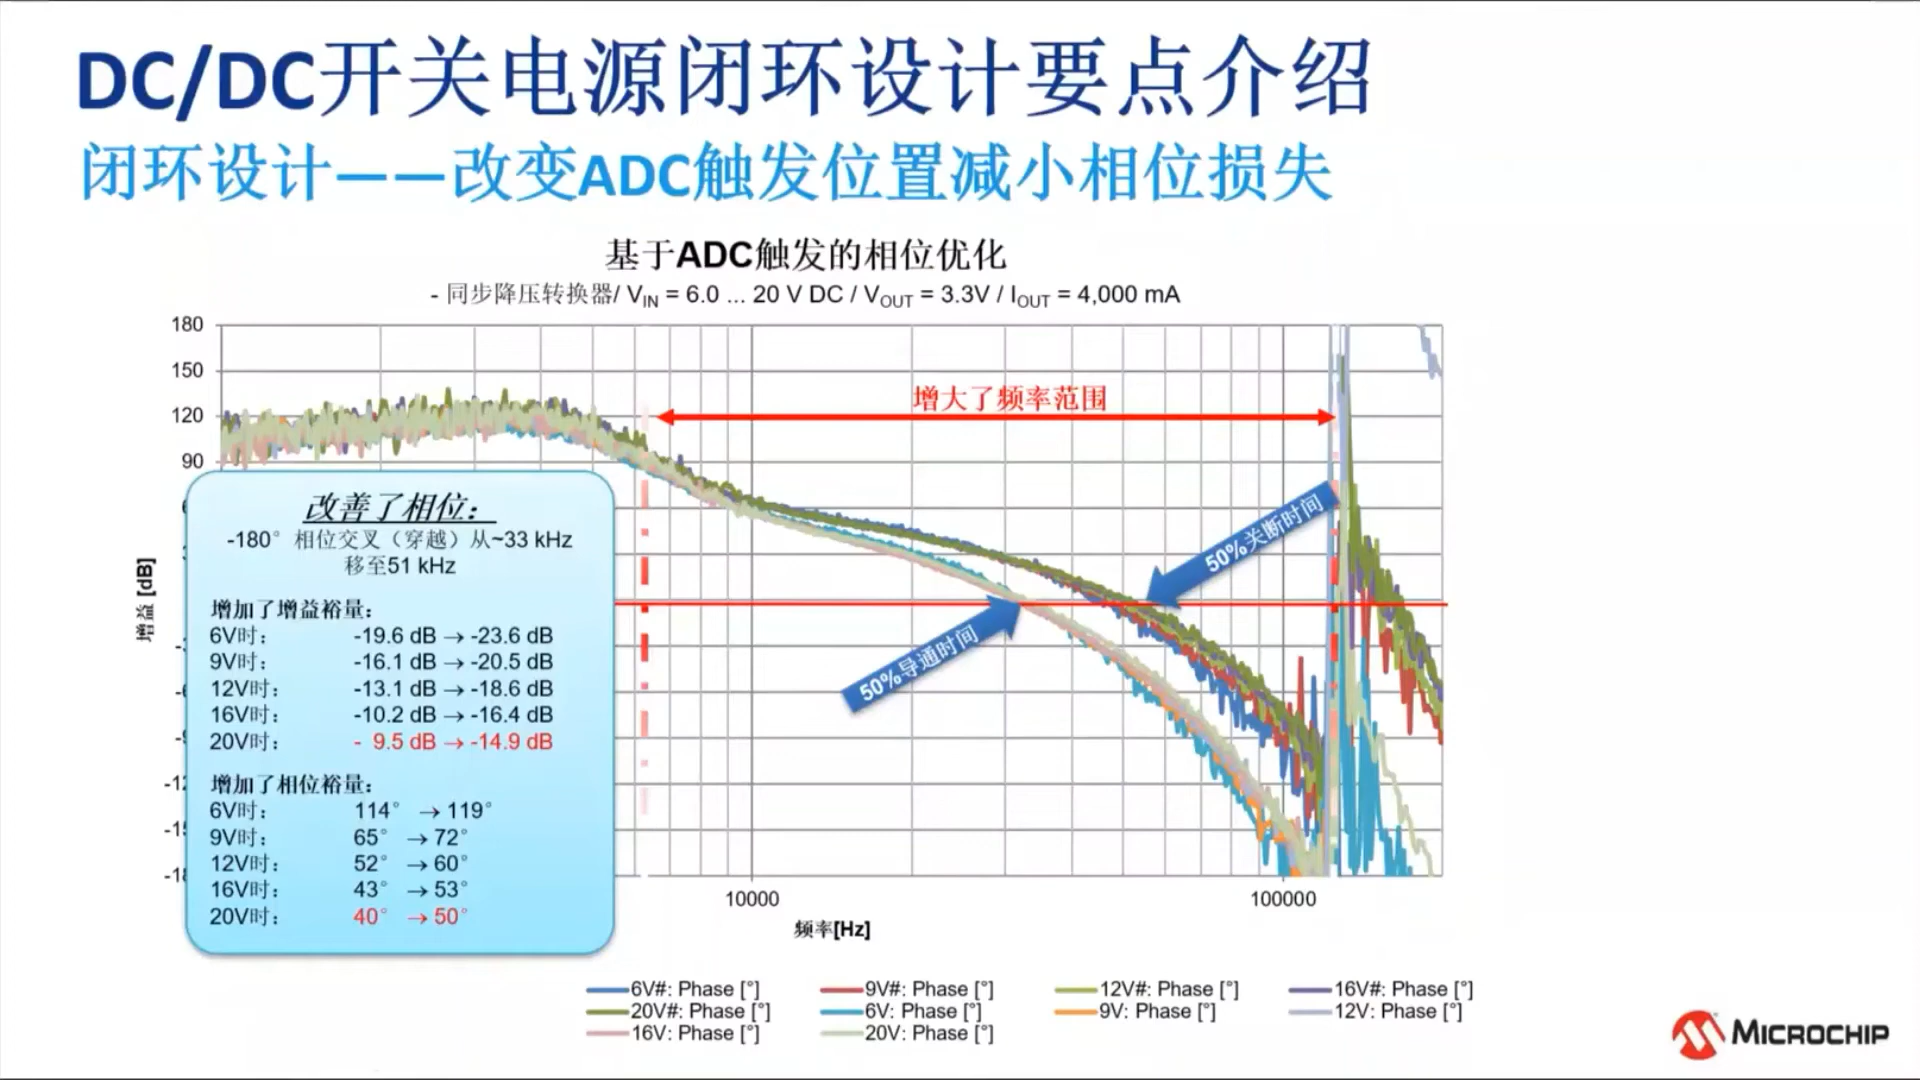 DC/DC开关电源闭环设计要点介绍
闭环设计——改变ADC触发位置减小相位损失
基于ADC触发的相位优化
- 同步降压转换器/ VIN = 6.0 ... 20 V DC / VOUT = 3.3V / IOUT = 4,000 mA
180
150
120
90
增大了频率范围
50%关断时间
50%导通时间
增益 [dB]
改善了相位:
-180° 相位交叉（穿越）从~33 kHz
移至51 kHz
增加了增益裕量:
6V时: -19.6 dB → -23.6 dB
9V时: -16.1 dB → -20.5 dB
12V时: -13.1 dB → -18.6 dB
16V时: -10.2 dB → -16.4 dB
20V时: - 9.5 dB → -14.9 dB
增加了相位裕量:
6V时: 114° → 119°
9V时: 65° → 72°
12V时: 52° → 60°
16V时: 43° → 53°
20V时: 40° → 50°
10000 100000
频率[Hz]
6V#: Phase [°] 9V#: Phase [°] 12V#: Phase [°] 16V#: Phase [°]
20V#: Phase [°] 6V: Phase [°] 9V: Phase [°] 12V: Phase [°]
16V: Phase [°] 20V: Phase [°]
MICROCHIP